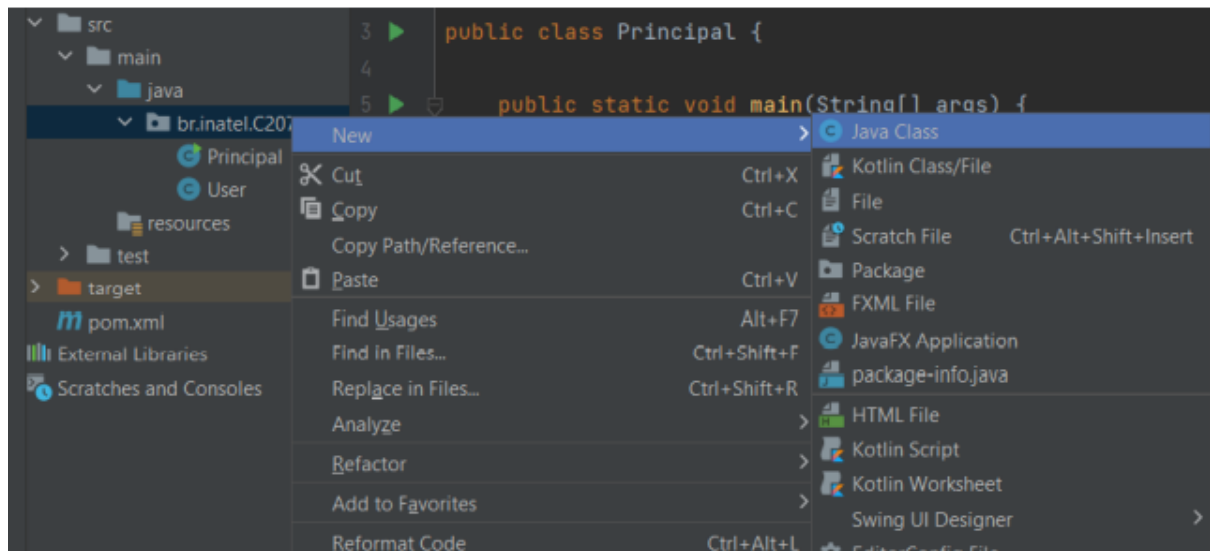 src
main
java
br.inatel.C207
Principal
User
resources
test
target
pom.xml
External Libraries
Scratches and Consoles
3 public class Principal {
4
5 public static void main(String[] args) {
New
Cut Ctrl+X
Copy Ctrl+C
Copy Path/Reference...
Paste Ctrl+V
Find Usages Alt+F7
Find in Files... Ctrl+Shift+F
Replace in Files... Ctrl+Shift+R
Analyze
Refactor
Add to Favorites
Reformat Code Ctrl+Alt+L
Java Class
Kotlin Class/File
File
Scratch File Ctrl+Alt+Shift+Insert
Package
FXML File
JavaFX Application
package-info.java
HTML File
Kotlin Script
Kotlin Worksheet
Swing UI Designer
EditorConfig File